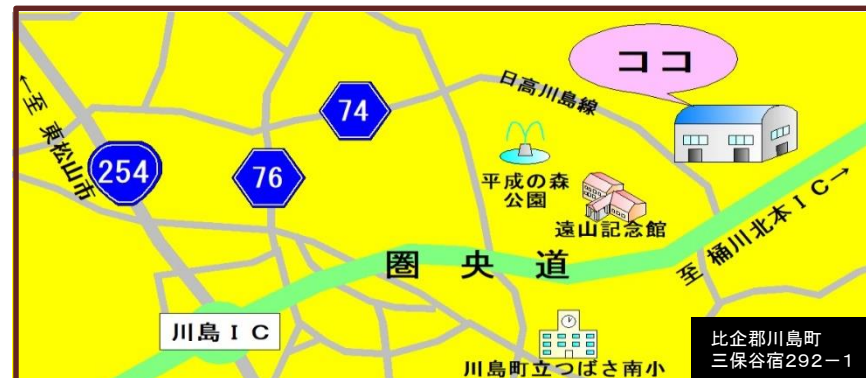 ココ
日高川島線
74
←至 東松山市
254
76
平成の森
公園
遠山記念館
圏央道
至 桶川北本IC→
川島IC
川島町立つばさ南小
比企郡川島町
三保谷宿292-1